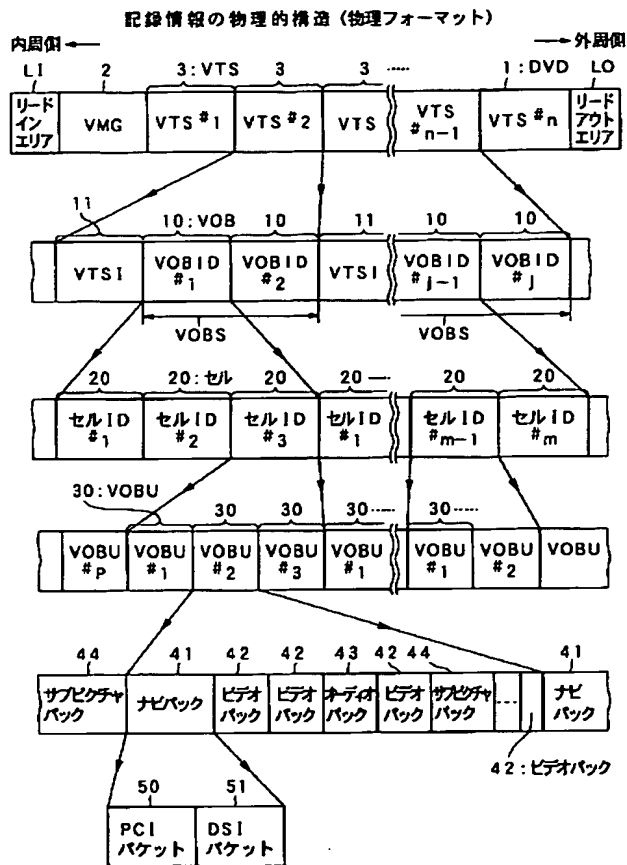 記録情報の物理的構造 (物理フォーマット)
内周側 ← → 外周側
LI 2 3:VTS 3 3 ····· 1:DVD LO
リードインエリア VMG VTS #1 VTS #2 VTS VTS #n-1 VTS #n リードアウトエリア
11 10:VOB 10 11 10 10
VTSI VOBID #1 VOBID #2 VTSI VOBID #j-1 VOBID #j
VOBS VOBS
20 20:セル 20 20 ─·· 20 20
セルID #1 セルID #2 セルID #3 セルID #1 セルID #m-1 セルID #m
30:VOBU 30 30 30····· 30·····
VOBU #P VOBU #1 VOBU #2 VOBU #3 VOBU #1 VOBU #1 VOBU #2 VOBU
44 41 42 42 43 42 44 41
サブピクチャパック ナビパック ビデオパック ビデオパック オーディオパック ビデオパック サブピクチャパック ····· ナビパック
42:ビデオパック
50 51
PCIパケット DSIパケット